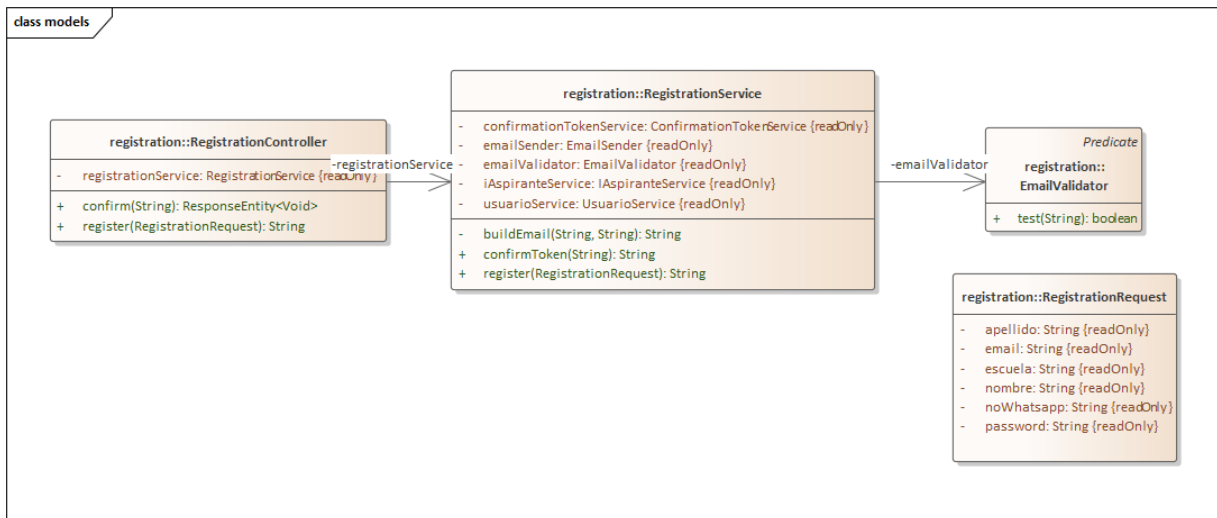 class models
registration::RegistrationController
- registrationService: RegistrationService {readOnly}
+ confirm(String): ResponseEntity<Void>
+ register(RegistrationRequest): String
-registrationService
registration::RegistrationService
- confirmationTokenService: ConfirmationTokenService {readOnly}
- emailSender: EmailSender {readOnly}
- emailValidator: EmailValidator {readOnly}
- iAspiranteService: IAspiranteService {readOnly}
- usuarioService: UsuarioService {readOnly}
- buildEmail(String, String): String
+ confirmToken(String): String
+ register(RegistrationRequest): String
-emailValidator
Predicate
registration::
EmailValidator
+ test(String): boolean
registration::RegistrationRequest
- apellido: String {readOnly}
- email: String {readOnly}
- escuela: String {readOnly}
- nombre: String {readOnly}
- noWhatsapp: String {readOnly}
- password: String {readOnly}